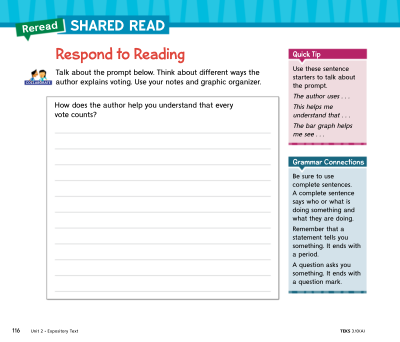 Reread SHARED READ
Respond to Reading
COLLABORATE
Talk about the prompt below. Think about different ways the
author explains voting. Use your notes and graphic organizer.
How does the author help you understand that every
vote counts?
Quick Tip
Use these sentence
starters to talk about
the prompt.
The author uses . . .
This helps me
understand that . . .
The bar graph helps
me see . . .
Grammar Connections
Be sure to use
complete sentences.
A complete sentence
says who or what is
doing something and
what they are doing.
Remember that a
statement tells you
something. It ends with
a period.
A question asks you
something. It ends with
a question mark.
116 Unit 2 • Expository Text
TEKS 3.10(A)